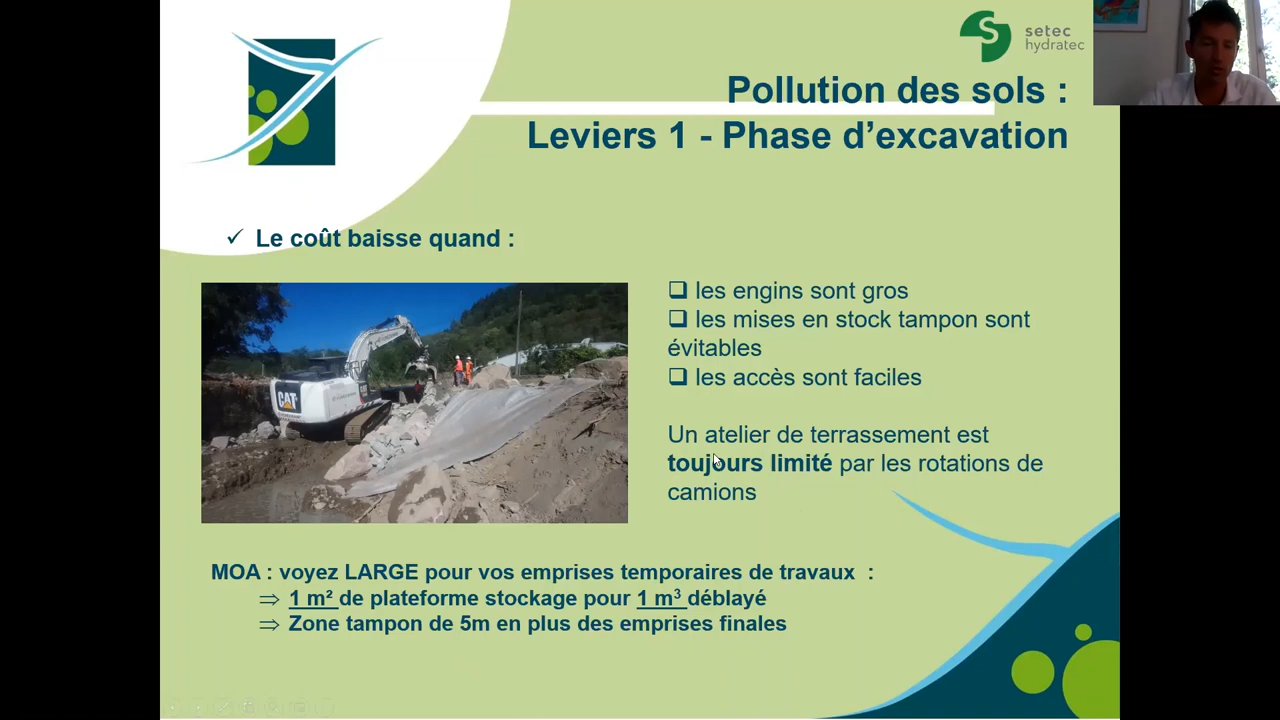 setec
hydratec
Pollution des sols :
Leviers 1 - Phase d’excavation
✓ Le coût baisse quand :
❑ les engins sont gros
❑ les mises en stock tampon sont
évitables
❑ les accès sont faciles
Un atelier de terrassement est
toujours limité par les rotations de
camions
CAT
MOA : voyez LARGE pour vos emprises temporaires de travaux :
⇒ 1 m² de plateforme stockage pour 1 m³ déblayé
⇒ Zone tampon de 5m en plus des emprises finales